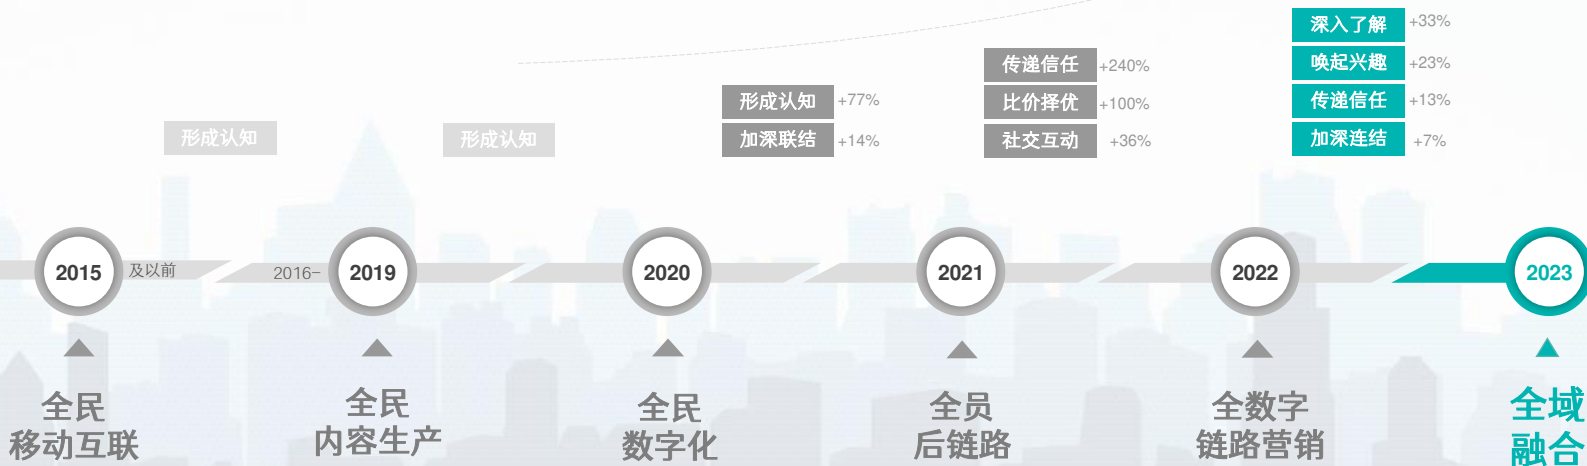 深入了解 +33%
唤起兴趣 +23%
传递信任 +13%
加深连结 +7%
传递信任 +240%
比价择优 +100%
社交互动 +36%
形成认知 +77%
加深联结 +14%
形成认知
形成认知
2015 及以前
2016– 2019
2020
2021
2022
2023
全民
移动互联
全民
内容生产
全民
数字化
全员
后链路
全数字
链路营销
全域
融合